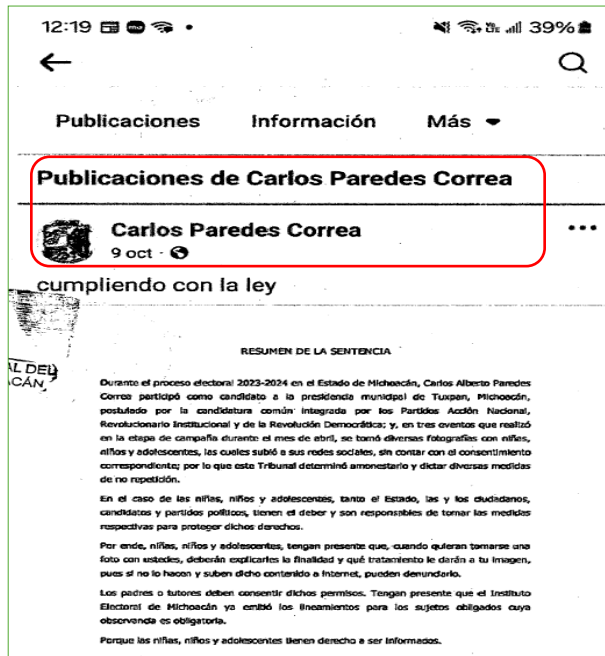 12:19 39%
Publicaciones Información Más
Publicaciones de Carlos Paredes Correa
Carlos Paredes Correa
9 oct
cumpliendo con la ley
AL DEL
CÁN
RESUMEN DE LA SENTENCIA
Durante el proceso electoral 2023-2024 en el Estado de Michoacán, Carlos Alberto Paredes
Correa participó como candidato a la presidencia municipal de Tuxpan, Michoacón,
postulado por la candidatura común integrada por los Partidos Acción Nacional,
Revolucionario Institucional y de la Revolución Democrática; y, en tres eventos que realizó
en la etapa de campaña durante el mes de abril, se tomó diversas fotografías con niñas,
niños y adolescentes, las cuales subió a sus redes sociales, sin contar con el consentimiento
correspondiente; por lo que este Tribunal determinó amonestarlo y dictar diversas medidas
de no repetición.
En el caso de las niñas, niños y adolescentes, tanto el Estado, las y los ciudadanos,
candidatos y partidos políticos, tienen el deber y son responsables de tomar las medidas
respectivas para proteger dichos derechos.
Por ende, niñas, niños y adolescentes, tengan presente que, cuando quieran tomarse una
foto con ustedes, deberán explicarles la finalidad y qué tratamiento le darán a tu imagen,
pues si no lo hacen y suben dicho contenido a Internet, pueden denunciarlo.
Los padres o tutores deben consentir dichos permisos. Tengan presente que el Instituto
Electoral de Michoacán ya emitió los lineamientos para los sujetos obligados cuya
observancia es obligatoria.
Porque las niñas, niños y adolescentes tienen derecho a ser informados.